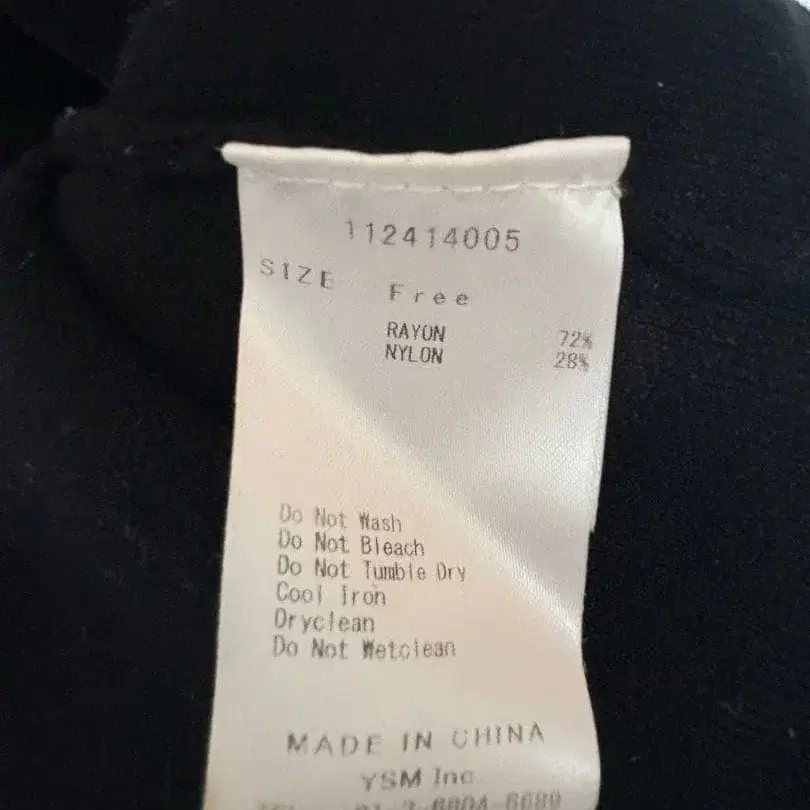 112414005
SIZE Free
RAYON 72%
NYLON 28%
Do Not Wash
Do Not Bleach
Do Not Tumble Dry
Cool Iron
Dryclean
Do Not Wetclean
MADE IN CHINA
YSM Inc